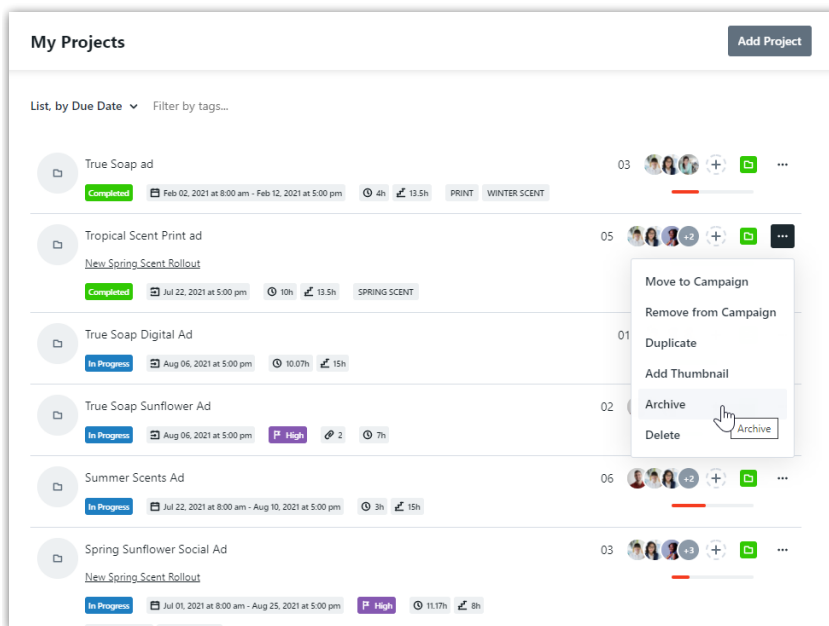 My Projects
Add Project
List, by Due Date
Filter by tags...
True Soap ad
03
Completed Feb 02, 2021 at 8:00 am - Feb 12, 2021 at 5:00 pm 4h 13.5h PRINT WINTER SCENT
Tropical Scent Print ad
05 +2
New Spring Scent Rollout
Completed Jul 22, 2021 at 5:00 pm 10h 13.5h SPRING SCENT
Move to Campaign
Remove from Campaign
Duplicate
Add Thumbnail
Archive
Archive
Delete
True Soap Digital Ad
01
In Progress Aug 06, 2021 at 5:00 pm 10.07h 15h
True Soap Sunflower Ad
02
In Progress Aug 06, 2021 at 5:00 pm High 2 7h
Summer Scents Ad
06 +2
In Progress Jul 22, 2021 at 8:00 am - Aug 10, 2021 at 5:00 pm 3h 15h
Spring Sunflower Social Ad
03 +3
New Spring Scent Rollout
In Progress Jul 01, 2021 at 8:00 am - Aug 25, 2021 at 5:00 pm High 11.17h 8h